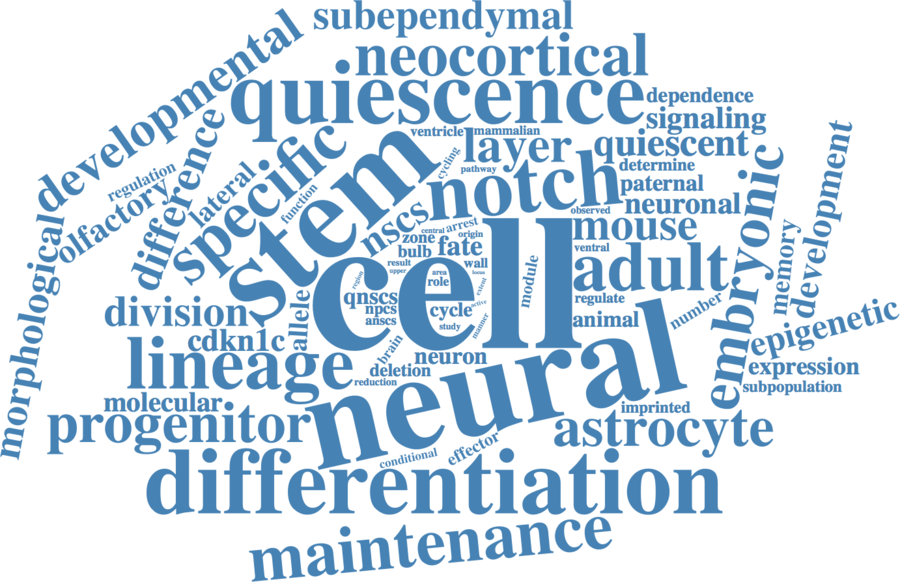 subependymal
developmental
neocortical
quiescence
dependence
signaling
difference
specific
stem
ventricle
mammalian
layer
quiescent
cycling
pathway
determine
regulation
olfactory
lateral
function
notch
paternal
neuronal
observed
embryonic
development
morphological
nscs
central
arrest
origin
zone
fate
bulb
mouse
ventral
memory
result
upper
wall
area
role
locus
extent
region
cell
module
adult
qnscs
npcs
cycle
active
anscs
study
manner
regulate
animal
number
division
allele
cdkn1c
brain
neuron
deletion
reduction
lineage
neural
epigenetic
expression
subpopulation
molecular
progenitor
imprinted
astrocyte
effector
conditional
differentiation
maintenance